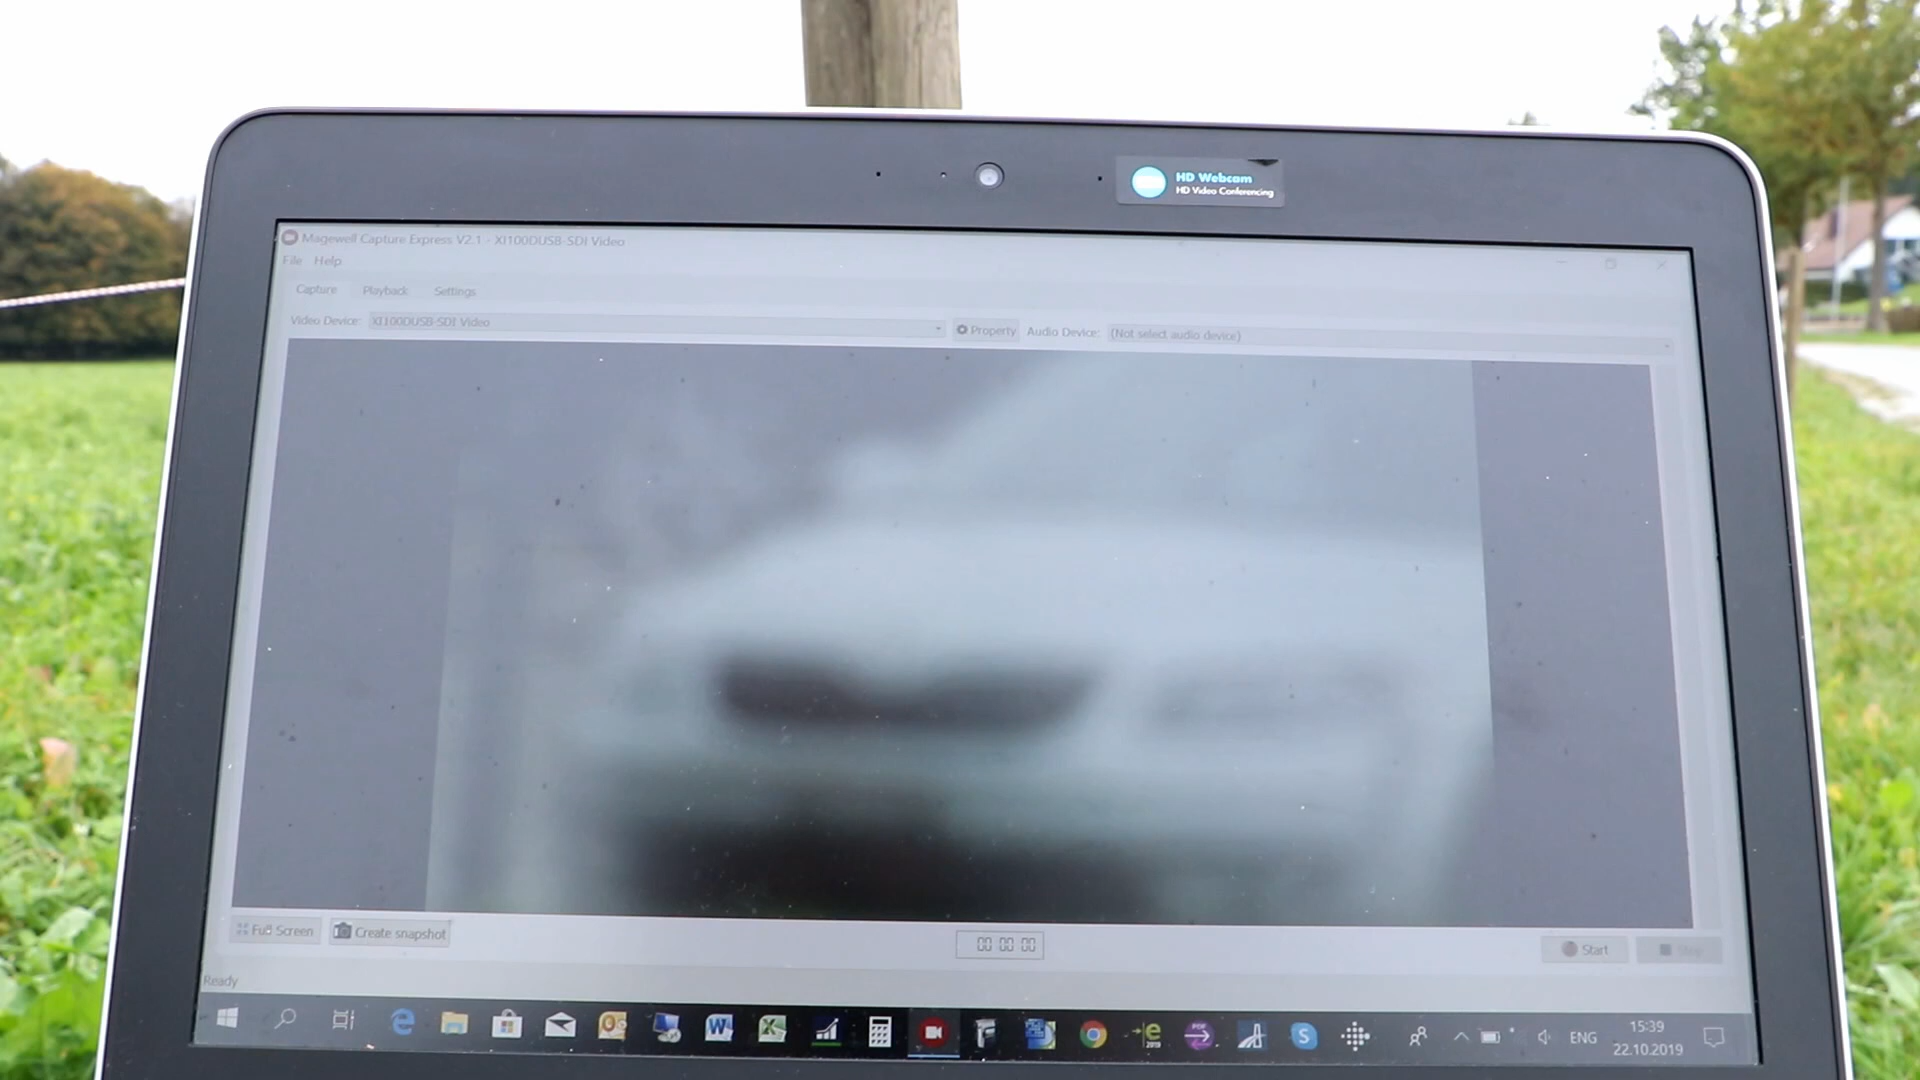 HD Webcam
HD Video Conferencing
Magewell Capture Express V2.1 - XI100DUSB-SDI Video
File Help
Capture Playback Settings
Video Device: XI100DUSB-SDI Video Property Audio Device: (Not select audio device)
Full Screen Create snapshot 00 00 00 Start Stop
Ready
ENG 15:39
22.10.2019